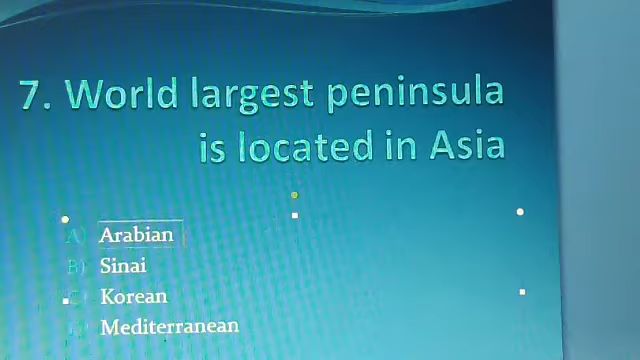 7. World largest peninsula
is located in Asia
A) Arabian
B) Sinai
Korean
Mediterranean